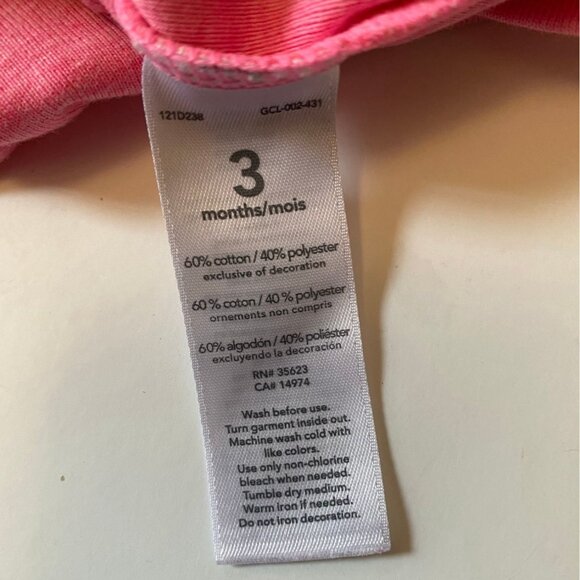 121D238 GCL-002-431
3
months/mois
60% cotton / 40% polyester
exclusive of decoration
60 % coton / 40 % polyester
ornements non compris
60% algodón / 40% poliéster
excluyendo la decoración
RN# 35623
CA# 14974
Wash before use.
Turn garment inside out.
Machine wash cold with
like colors.
Use only non-chlorine
bleach when needed.
Tumble dry medium.
Warm iron if needed.
Do not iron decoration.